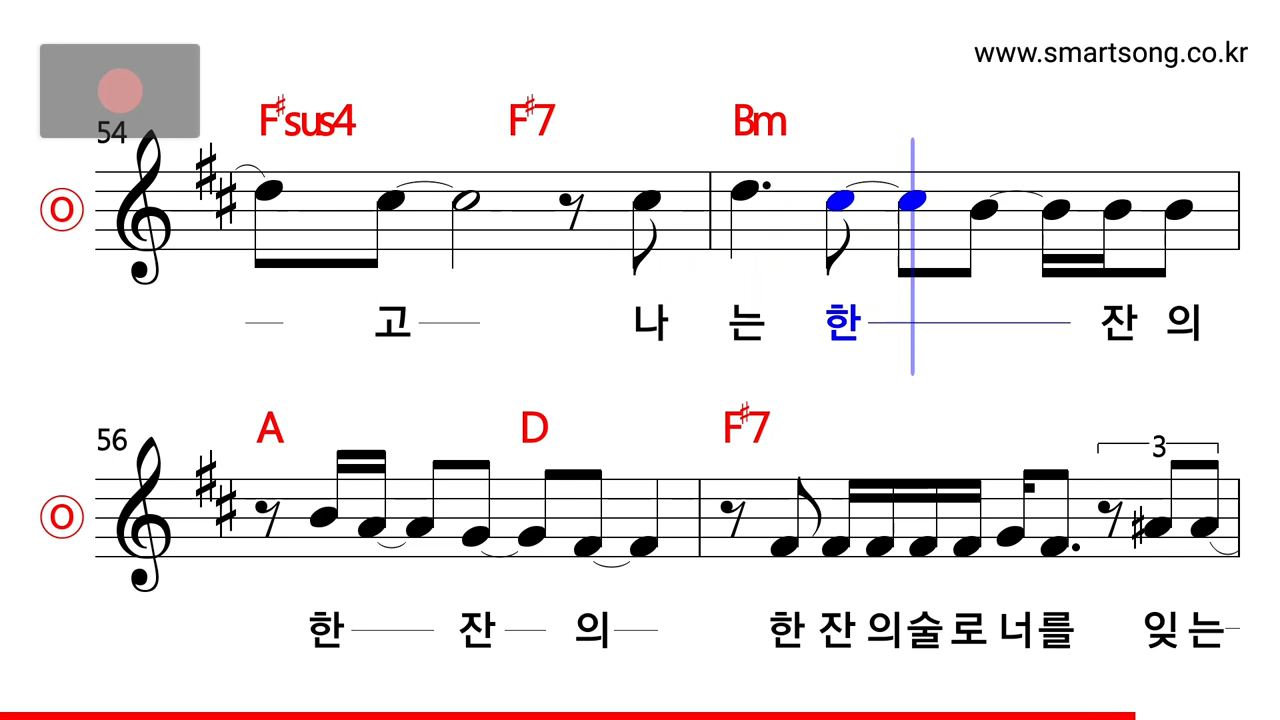 www.smartsong.co.kr
F♯sus4 F♯7 Bm
54
O
고 나 는 한 잔 의
A D F♯7
56 3
O
한 잔 의 한 잔 의 술 로 너 를 잊 는